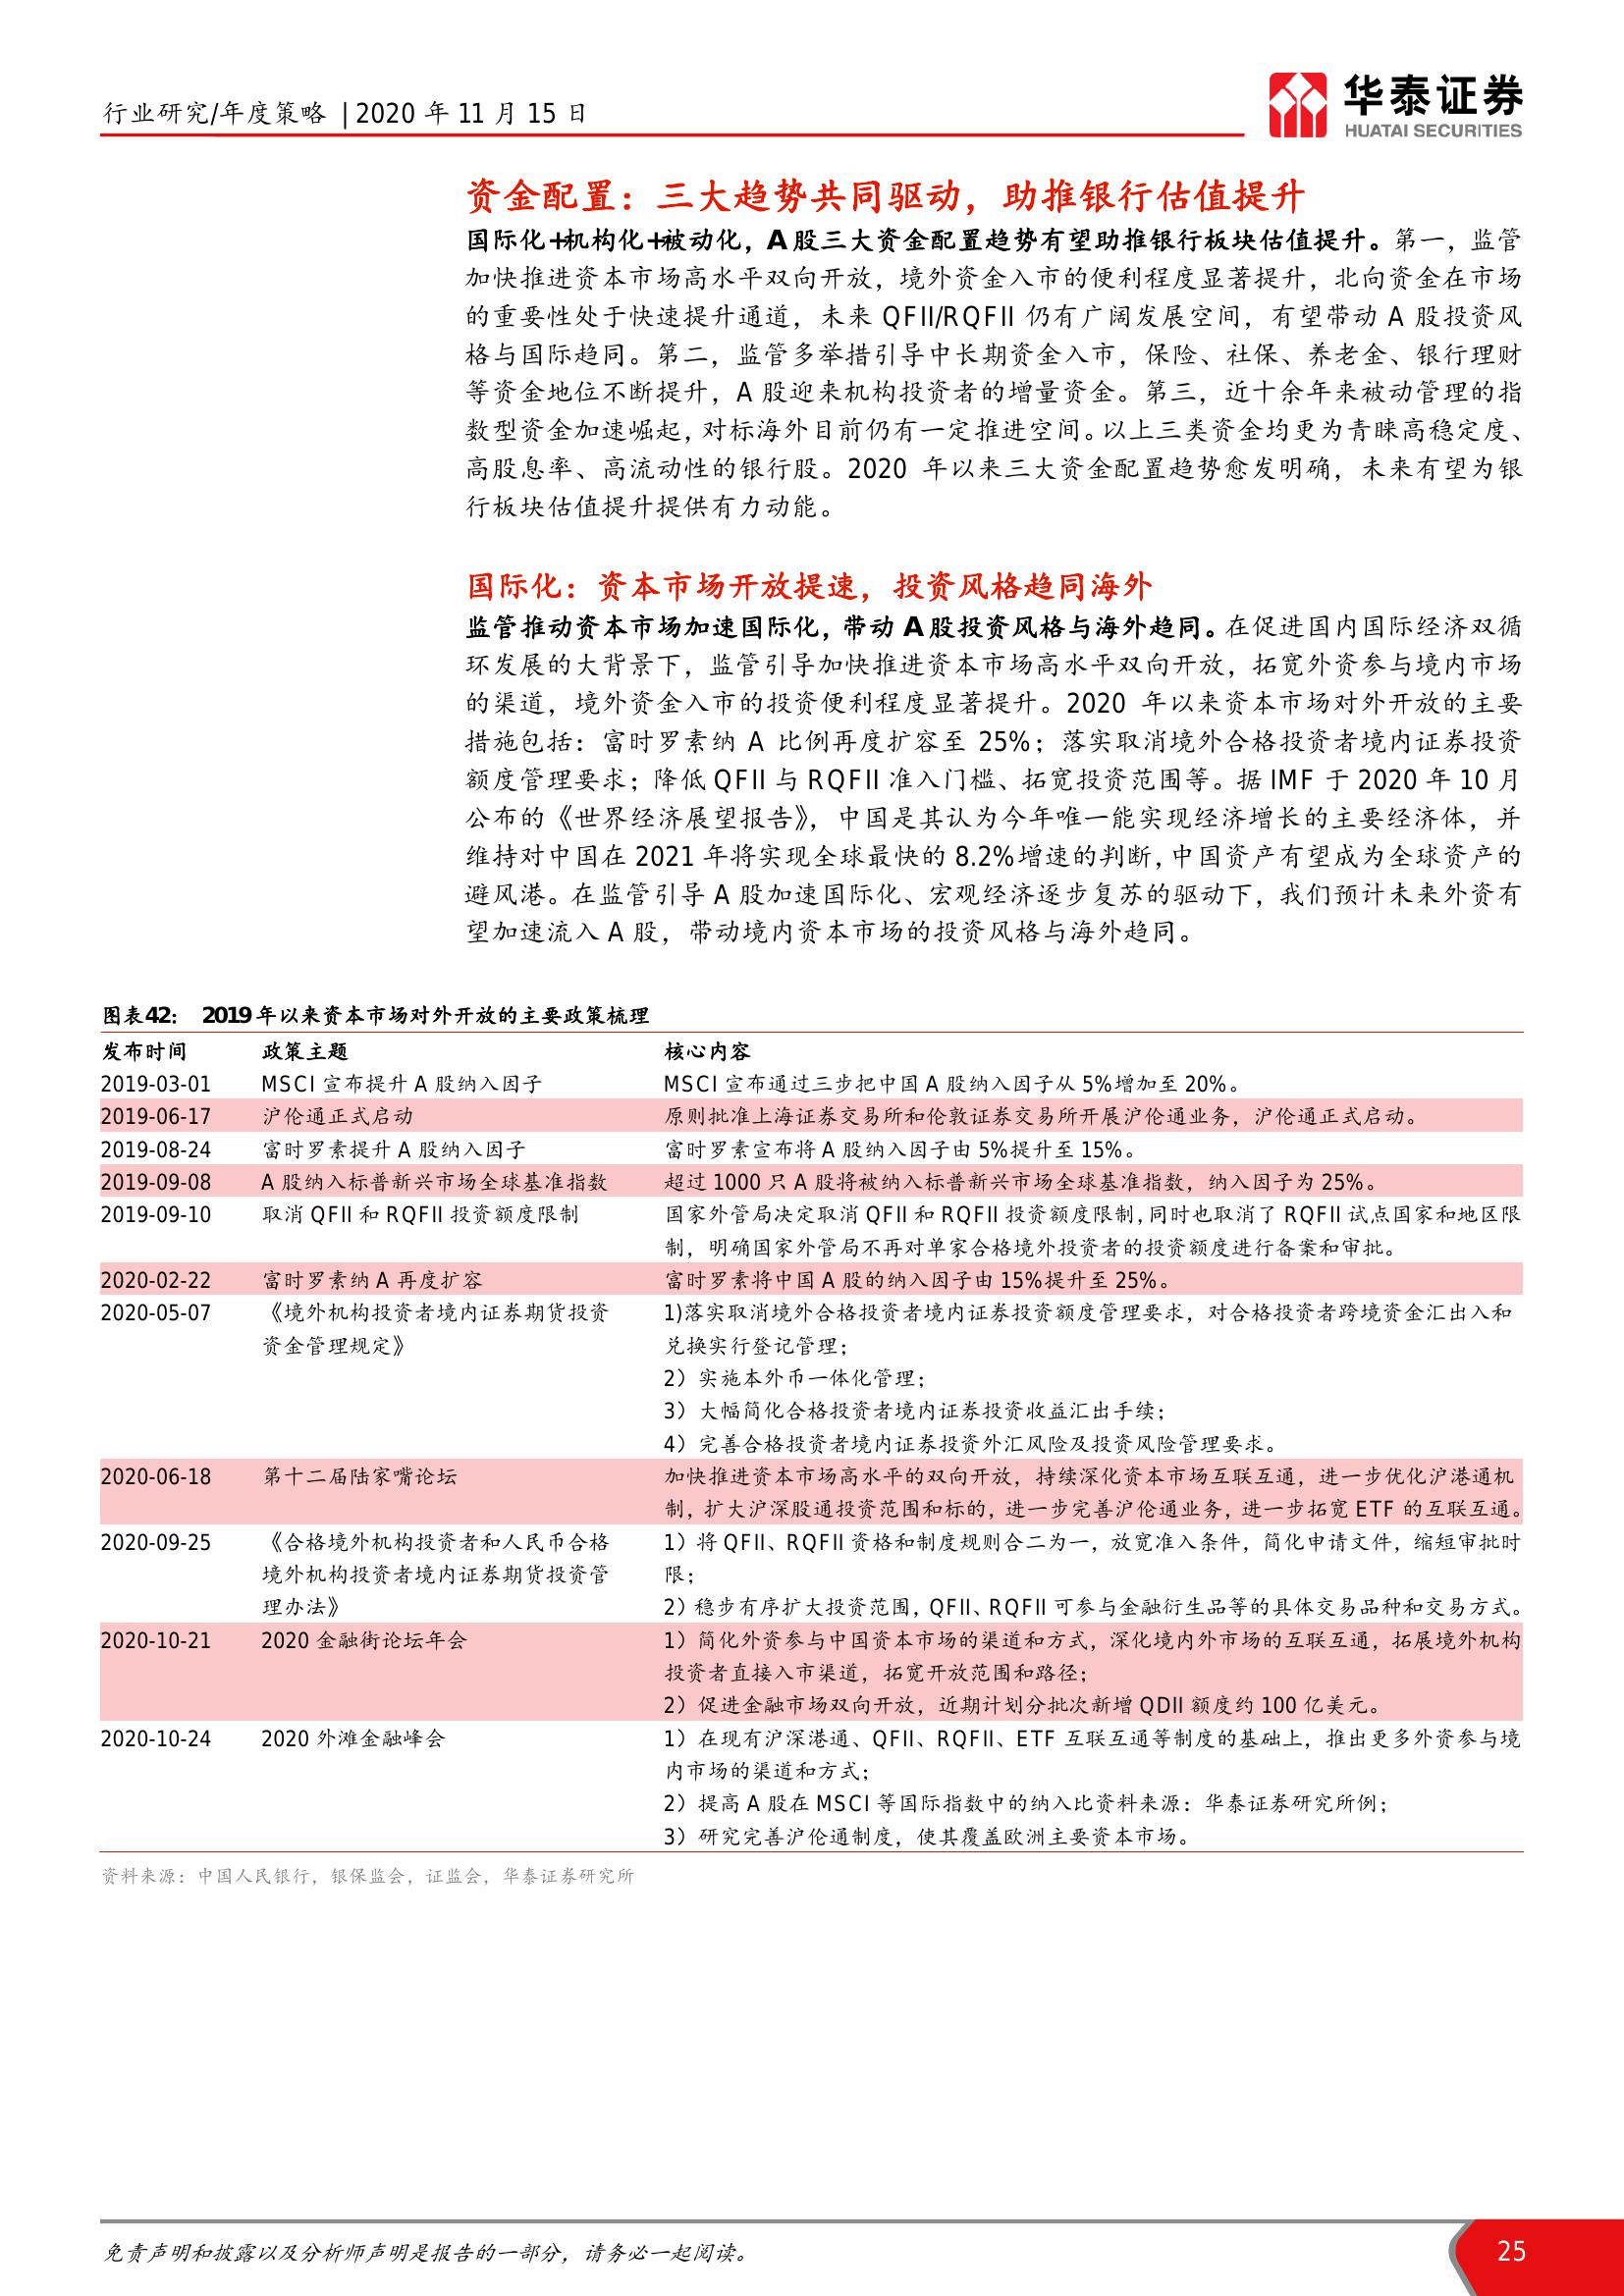 行业研究/年度策略 | 2020 年 11 月 15 日
华泰证券
HUATAI SECURITIES
资金配置：三大趋势共同驱动，助推银行估值提升
国际化+机构化+被动化，A 股三大资金配置趋势有望助推银行板块估值提升。第一，监管
加快推进资本市场高水平双向开放，境外资金入市的便利程度显著提升，北向资金在市场
的重要性处于快速提升通道，未来 QFII/RQFII 仍有广阔发展空间，有望带动 A 股投资风
格与国际趋同。第二，监管多举措引导中长期资金入市，保险、社保、养老金、银行理财
等资金地位不断提升，A 股迎来机构投资者的增量资金。第三，近十余年来被动管理的指
数型资金加速崛起，对标海外目前仍有一定推进空间。以上三类资金均更为青睐高稳定度、
高股息率、高流动性的银行股。2020 年以来三大资金配置趋势愈发明确，未来有望为银
行板块估值提升提供有力动能。
国际化：资本市场开放提速，投资风格趋同海外
监管推动资本市场加速国际化，带动 A 股投资风格与海外趋同。在促进国内国际经济双循
环发展的大背景下，监管引导加快推进资本市场高水平双向开放，拓宽外资参与境内市场
的渠道，境外资金入市的投资便利程度显著提升。2020 年以来资本市场对外开放的主要
措施包括：富时罗素纳 A 比例再度扩容至 25%；落实取消境外合格投资者境内证券投资
额度管理要求；降低 QFII 与 RQFII 准入门槛、拓宽投资范围等。据 IMF 于 2020 年 10 月
公布的《世界经济展望报告》，中国是其认为今年唯一能实现经济增长的主要经济体，并
维持对中国在 2021 年将实现全球最快的 8.2%增速的判断，中国资产有望成为全球资产的
避风港。在监管引导 A 股加速国际化、宏观经济逐步复苏的驱动下，我们预计未来外资有
望加速流入 A 股，带动境内资本市场的投资风格与海外趋同。
图表42： 2019 年以来资本市场对外开放的主要政策梳理
发布时间 政策主题 核心内容
2019-03-01 MSCI 宣布提升 A 股纳入因子 MSCI 宣布通过三步把中国 A 股纳入因子从 5%增加至 20%。
2019-06-17 沪伦通正式启动 原则批准上海证券交易所和伦敦证券交易所开展沪伦通业务，沪伦通正式启动。
2019-08-24 富时罗素提升 A 股纳入因子 富时罗素宣布将 A 股纳入因子由 5%提升至 15%。
2019-09-08 A 股纳入标普新兴市场全球基准指数 超过 1000 只 A 股将被纳入标普新兴市场全球基准指数，纳入因子为 25%。
2019-09-10 取消 QFII 和 RQFII 投资额度限制 国家外管局决定取消 QFII 和 RQFII 投资额度限制，同时也取消了 RQFII 试点国家和地区限
制，明确国家外管局不再对单家合格境外投资者的投资额度进行备案和审批。
2020-02-22 富时罗素纳 A 再度扩容 富时罗素将中国 A 股的纳入因子由 15%提升至 25%。
2020-05-07 《境外机构投资者境内证券期货投资 1)落实取消境外合格投资者境内证券投资额度管理要求，对合格投资者跨境资金汇出入和
资金管理规定》 兑换实行登记管理；
2）实施本外币一体化管理；
3）大幅简化合格投资者境内证券投资收益汇出手续；
4）完善合格投资者境内证券投资外汇风险及投资风险管理要求。
2020-06-18 第十二届陆家嘴论坛 加快推进资本市场高水平的双向开放，持续深化资本市场互联互通，进一步优化沪港通机
制，扩大沪深股通投资范围和标的，进一步完善沪伦通业务，进一步拓宽 ETF 的互联互通。
2020-09-25 《合格境外机构投资者和人民币合格 1）将 QFII、RQFII 资格和制度规则合二为一，放宽准入条件，简化申请文件，缩短审批时
境外机构投资者境内证券期货投资管 限；
理办法》 2）稳步有序扩大投资范围，QFII、RQFII 可参与金融衍生品等的具体交易品种和交易方式。
2020-10-21 2020 金融街论坛年会 1）简化外资参与中国资本市场的渠道和方式，深化境内外市场的互联互通，拓展境外机构
投资者直接入市渠道，拓宽开放范围和路径；
2）促进金融市场双向开放，近期计划分批次新增 QDII 额度约 100 亿美元。
2020-10-24 2020 外滩金融峰会 1）在现有沪深港通、QFII、RQFII、ETF 互联互通等制度的基础上，推出更多外资参与境
内市场的渠道和方式；
2）提高 A 股在 MSCI 等国际指数中的纳入比资料来源：华泰证券研究所例；
3）研究完善沪伦通制度，使其覆盖欧洲主要资本市场。
资料来源：中国人民银行，银保监会，证监会，华泰证券研究所
免责声明和披露以及分析师声明是报告的一部分，请务必一起阅读。
25